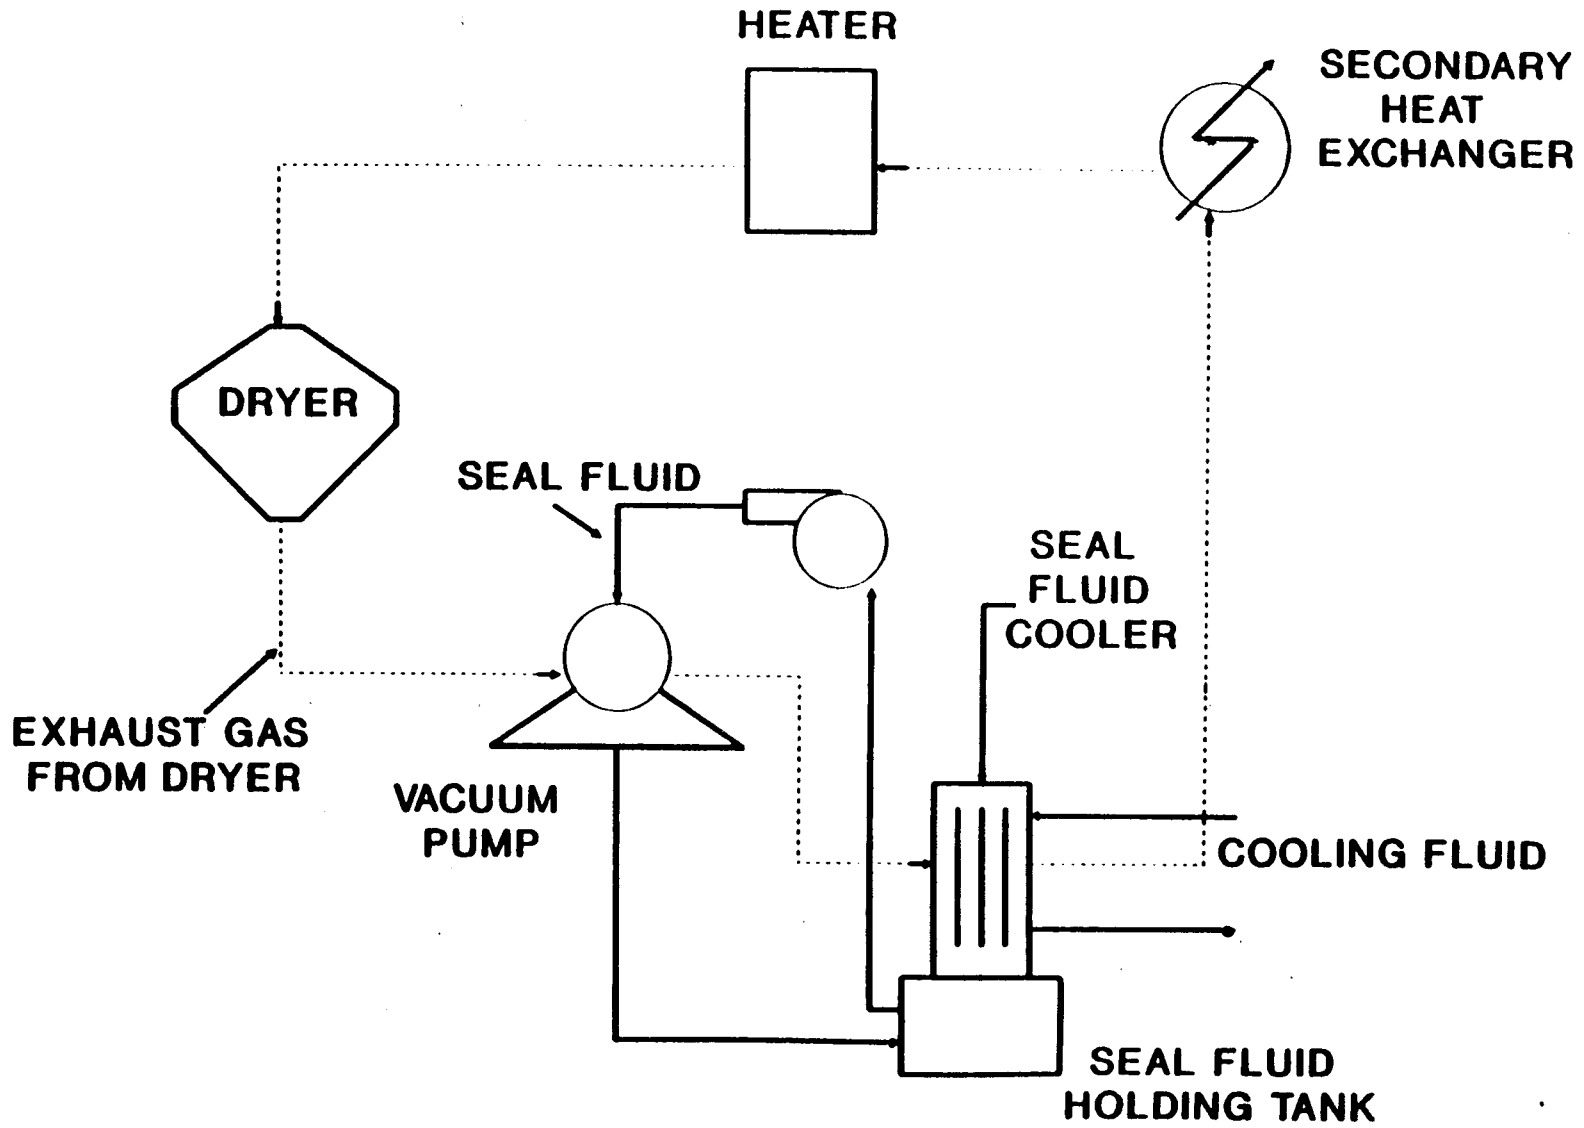 HEATER
SECONDARY
HEAT
EXCHANGER
DRYER
SEAL FLUID
SEAL
FLUID
COOLER
EXHAUST GAS
FROM DRYER
VACUUM
PUMP
COOLING FLUID
SEAL FLUID
HOLDING TANK